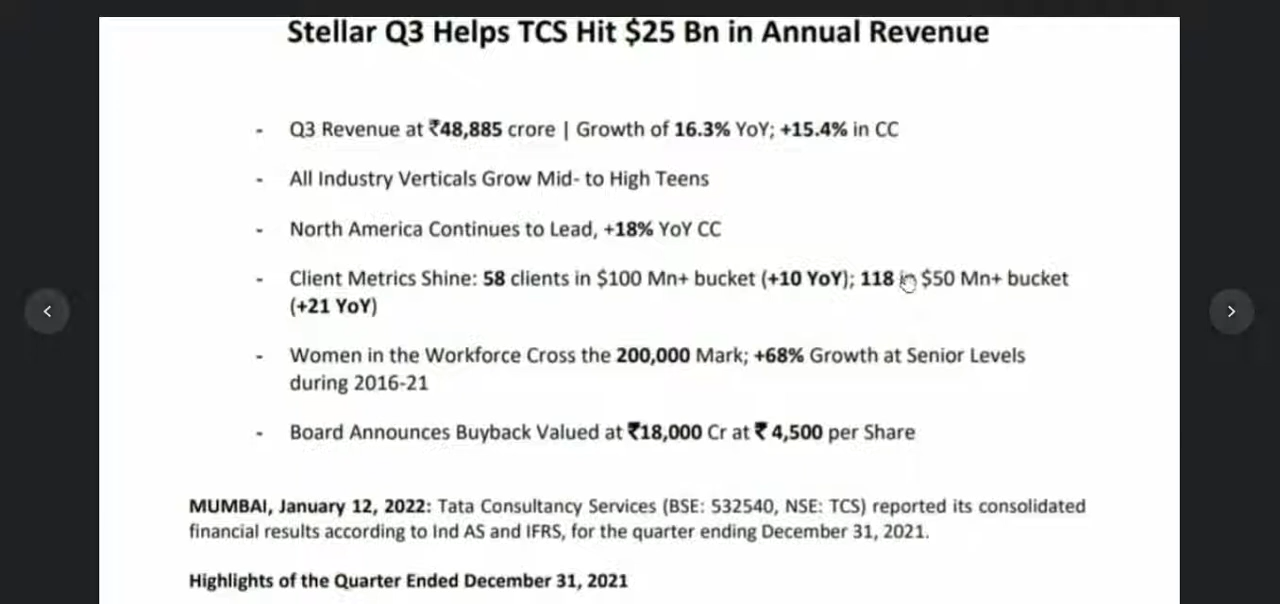 Stellar Q3 Helps TCS Hit $25 Bn in Annual Revenue
- Q3 Revenue at ₹48,885 crore | Growth of 16.3% YoY; +15.4% in CC
- All Industry Verticals Grow Mid- to High Teens
- North America Continues to Lead, +18% YoY CC
- Client Metrics Shine: 58 clients in $100 Mn+ bucket (+10 YoY); 118 in $50 Mn+ bucket
(+21 YoY)
- Women in the Workforce Cross the 200,000 Mark; +68% Growth at Senior Levels
during 2016-21
- Board Announces Buyback Valued at ₹18,000 Cr at ₹ 4,500 per Share
MUMBAI, January 12, 2022: Tata Consultancy Services (BSE: 532540, NSE: TCS) reported its consolidated
financial results according to Ind AS and IFRS, for the quarter ending December 31, 2021.
Highlights of the Quarter Ended December 31, 2021